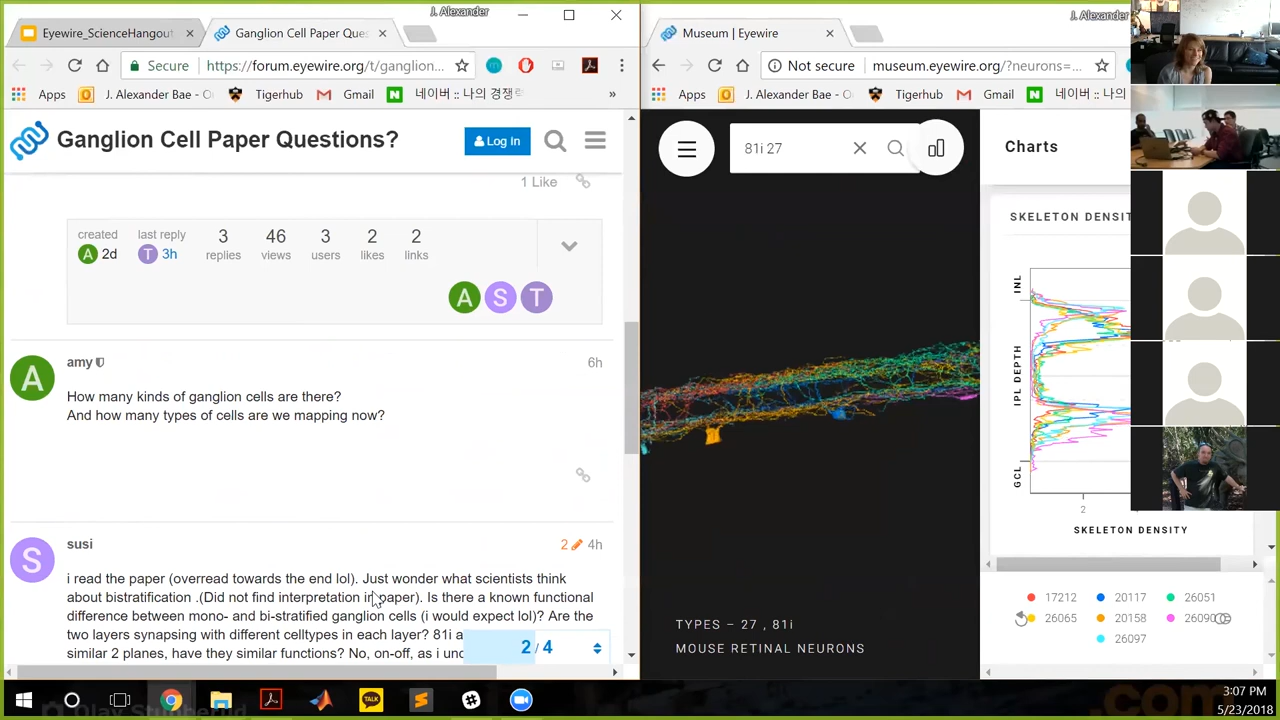 J. Alexander
Eyewire_ScienceHangout
Ganglion Cell Paper Ques
Secure
https://forum.eyewire.org/t/ganglion...
Apps
J. Alexander Bae - O
Tigerhub
Gmail
네이버 :: 나의 경쟁력
»
Ganglion Cell Paper Questions?
Log In
1 Like
created
A 2d
last reply
T 3h
3
replies
46
views
3
users
2
likes
2
links
A S T
A
amy
6h
How many kinds of ganglion cells are there?
And how many types of cells are we mapping now?
S
susi
2 4h
i read the paper (overread towards the end lol). Just wonder what scientists think
about bistratification .(Did not find interpretation in paper). Is there a known functional
difference between mono- and bi-stratified ganglion cells (i would expect lol)? Are the
two layers synapsing with different celltypes in each layer? 81i a
similar 2 planes, have they similar functions? No, on-off, as i unc
2 / 4
J. Alexander
Museum | Eyewire
Not secure
museum.eyewire.org/?neurons=...
Apps
J. Alexander Bae - O
Tigerhub
Gmail
네이버 :: 나의
81i 27
Charts
SKELETON DENSIT
INL
IPL DEPTH
GCL
2
SKELETON DENSITY
17212
20117
26051
26065
20158
26090
26097
TYPES – 27 , 81i
MOUSE RETINAL NEURONS
TALK
.com
3:07 PM
5/23/2018